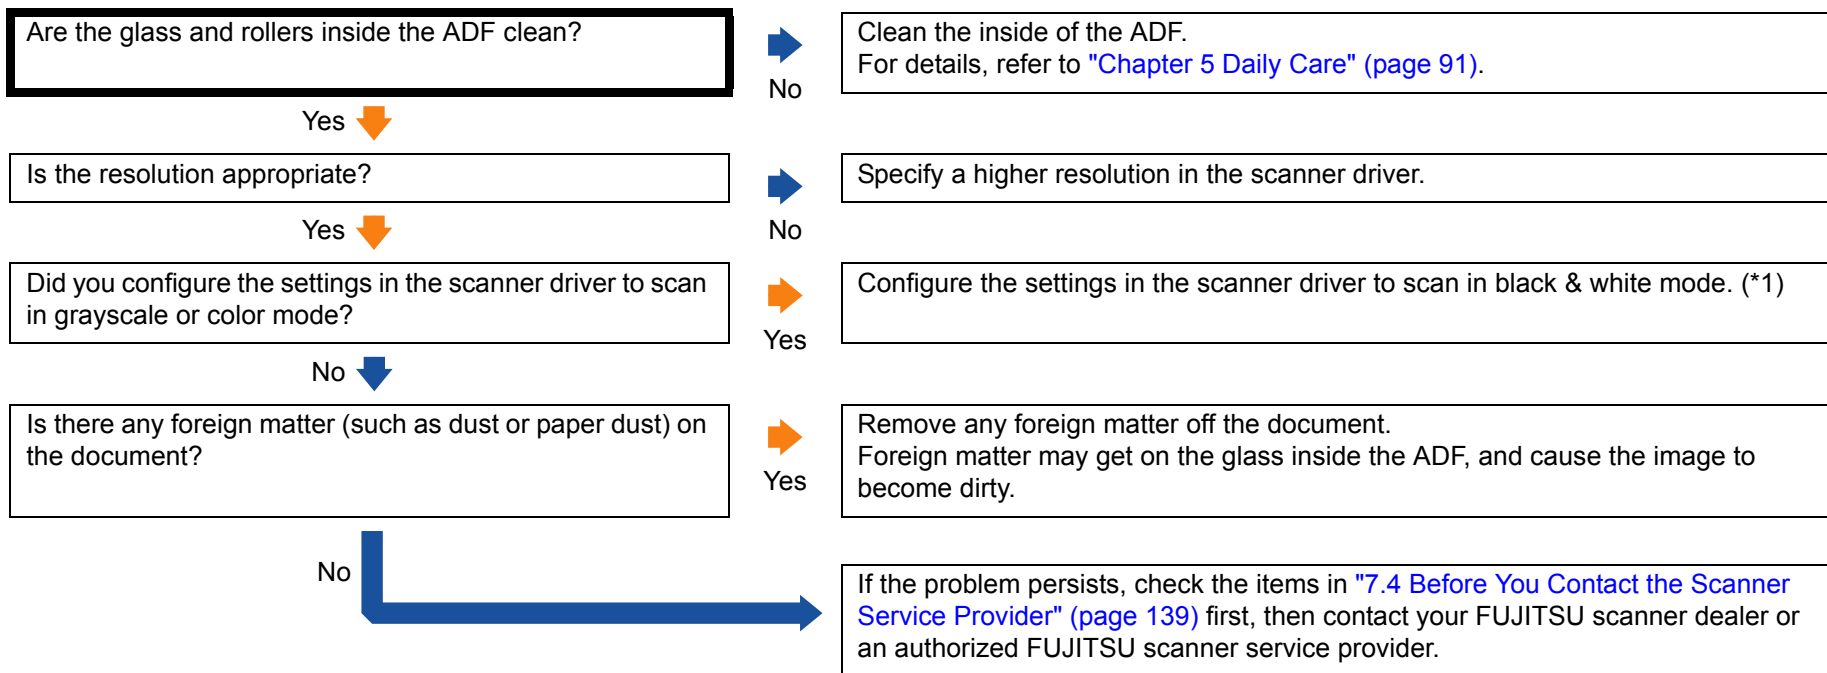 Are the glass and rollers inside the ADF clean?
No
Clean the inside of the ADF.
For details, refer to "Chapter 5 Daily Care" (page 91).
Yes
Is the resolution appropriate?
No
Specify a higher resolution in the scanner driver.
Yes
Did you configure the settings in the scanner driver to scan
in grayscale or color mode?
Yes
Configure the settings in the scanner driver to scan in black & white mode. (*1)
No
Is there any foreign matter (such as dust or paper dust) on
the document?
Yes
Remove any foreign matter off the document.
Foreign matter may get on the glass inside the ADF, and cause the image to
become dirty.
No
If the problem persists, check the items in "7.4 Before You Contact the Scanner
Service Provider" (page 139) first, then contact your FUJITSU scanner dealer or
an authorized FUJITSU scanner service provider.